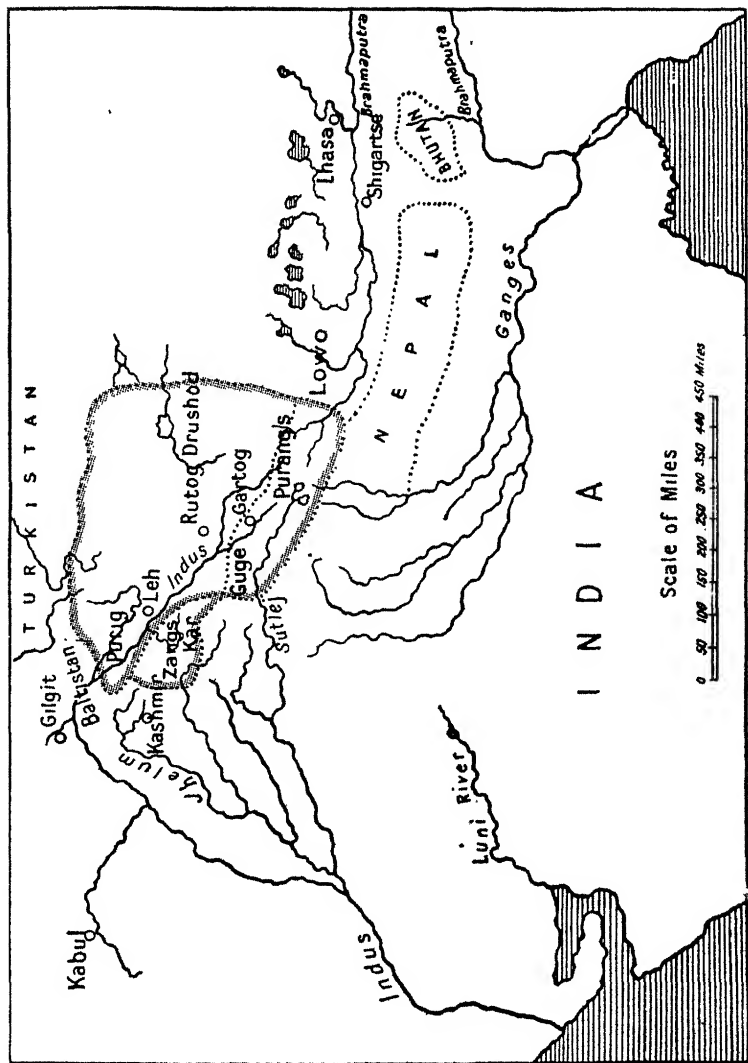 TURKISTAN
Gilgit
Baltistan
Purig
Leh
Indus
Rutog
Drushod
Kabul
Kashmir
Zangs
Kar
Guge
Gartog
Purangs
Lowo
Lhasa
Shigartse
Brahmaputra
Jhelum
Sutlej
NEPAL
BHUTAN
Brahmaputra
Indus
Ganges
INDIA
Luni River
Scale of Miles
0 50 100 150 200 250 300 350 440 450 Miles